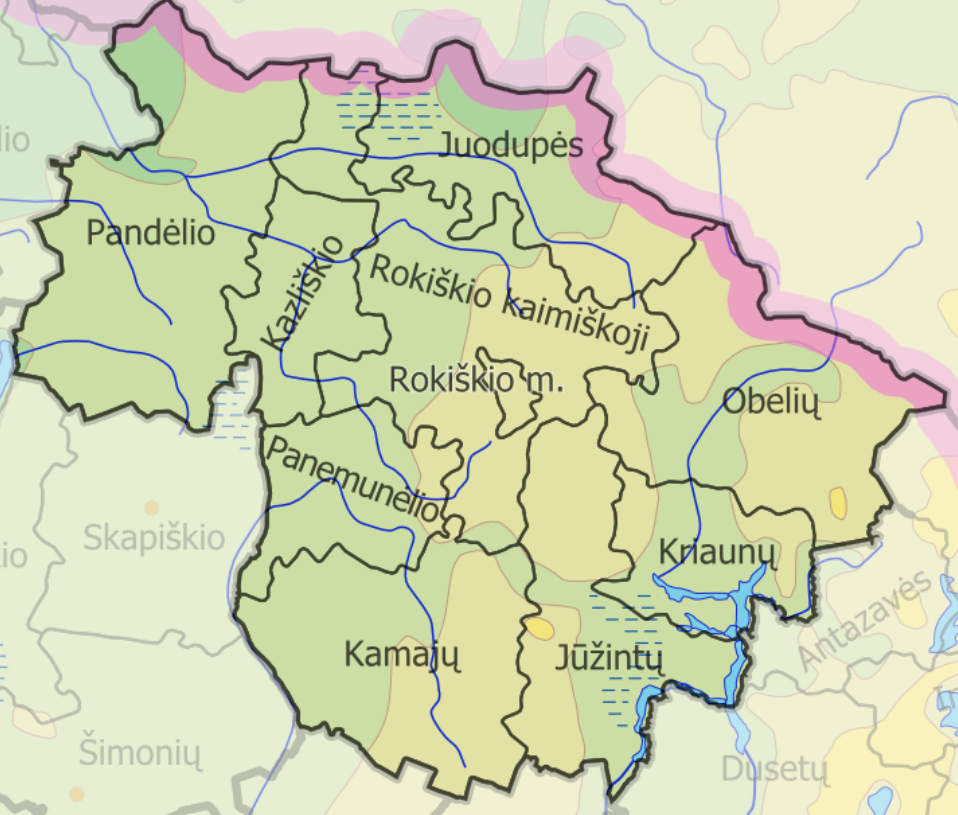 lio
Juodupės
Pandėlio
Kazliškio
Rokiškio kaimiškoji
Rokiškio m.
Obelių
Panemunėlio
Skapiškio
io
Kriaunų
Antazavės
Kamajų
Jūžintų
Šimonių
Dusetų